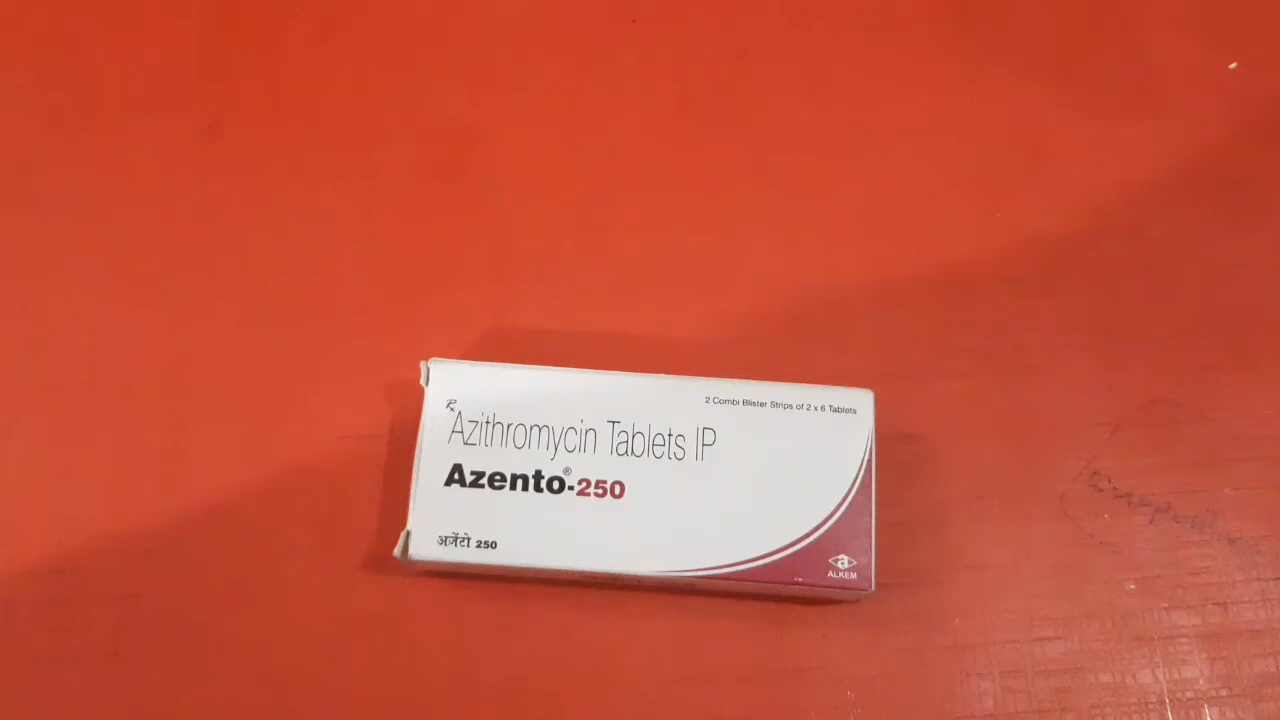 2 Combi Blister Strips of 2 x 6 Tablets
Rx
Azithromycin Tablets IP
Azento®-250
अज़ेंटो 250
a
ALKEM